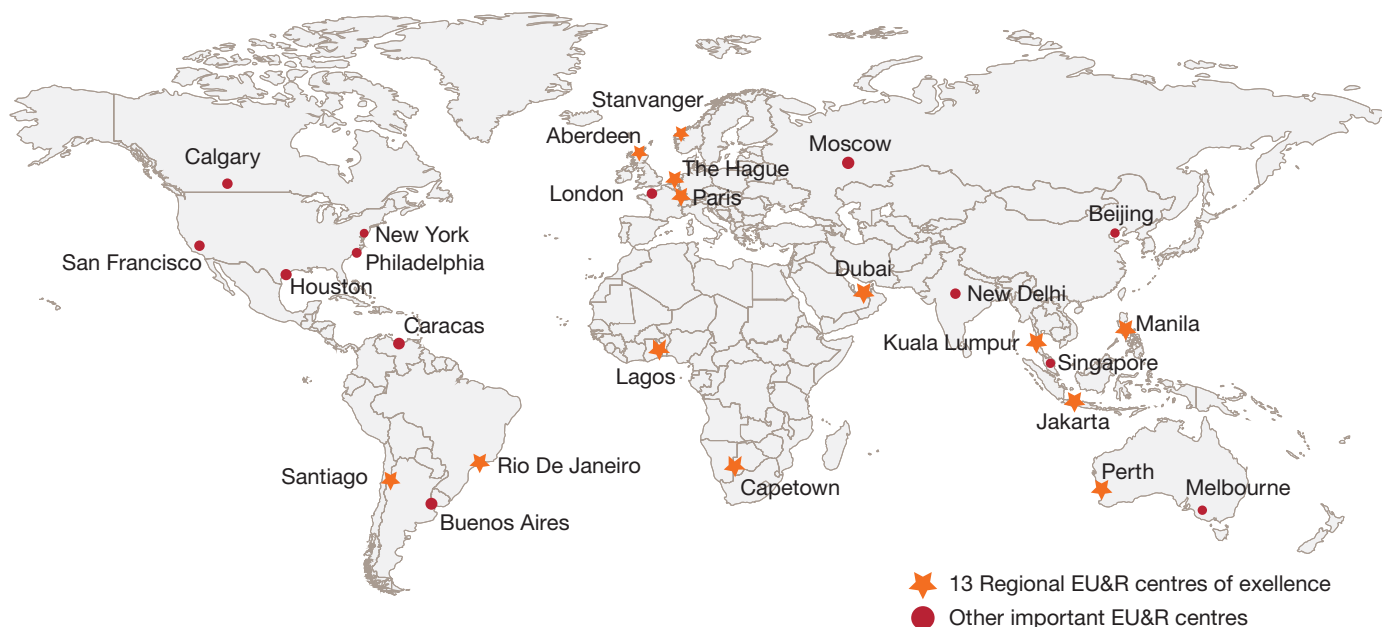 Stanvanger
Aberdeen
Moscow
Calgary
The Hague
London
Paris
Beijing
New York
San Francisco
Philadelphia
Dubai
Houston
New Delhi
Caracas
Manila
Kuala Lumpur
Singapore
Lagos
Jakarta
Rio De Janeiro
Santiago
Perth
Capetown
Melbourne
Buenos Aires
13 Regional EU&R centres of exellence
Other important EU&R centres